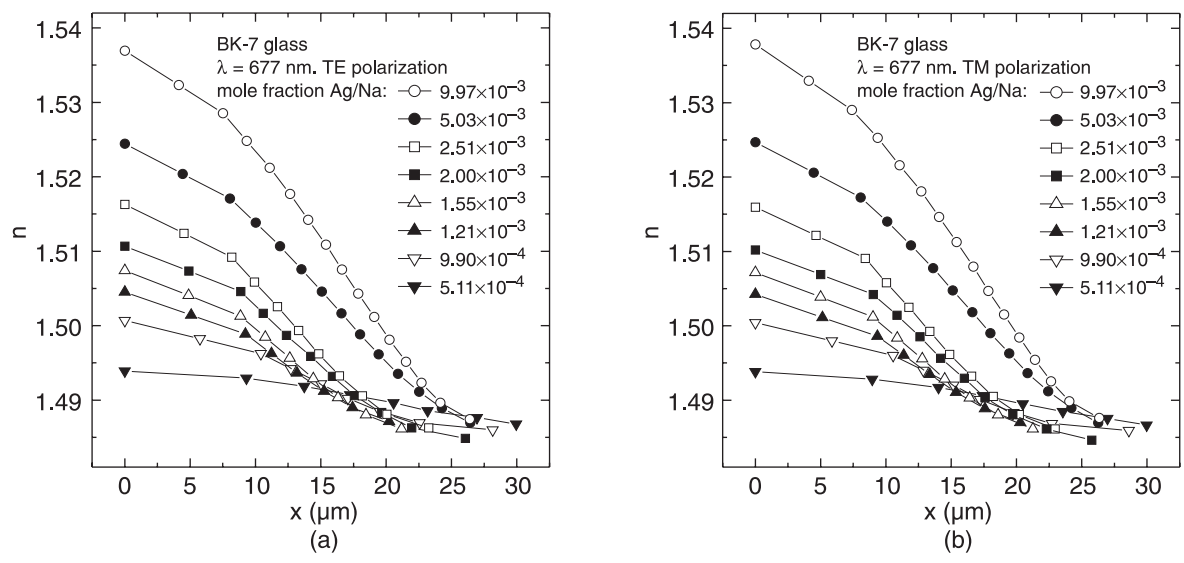 1.54
1.53
1.52
1.51
1.50
1.49
n
BK-7 glass
λ = 677 nm. TE polarization
mole fraction Ag/Na:
9.97×10⁻³
5.03×10⁻³
2.51×10⁻³
2.00×10⁻³
1.55×10⁻³
1.21×10⁻³
9.90×10⁻⁴
5.11×10⁻⁴
0 5 10 15 20 25 30
x (μm)
(a)
1.54
1.53
1.52
1.51
1.50
1.49
n
BK-7 glass
λ = 677 nm. TM polarization
mole fraction Ag/Na:
9.97×10⁻³
5.03×10⁻³
2.51×10⁻³
2.00×10⁻³
1.55×10⁻³
1.21×10⁻³
9.90×10⁻⁴
5.11×10⁻⁴
0 5 10 15 20 25 30
x (μm)
(b)